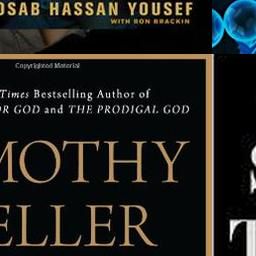 OSAB HASSAN YOUSEF
WITH RON BRACKIN
Copyrighted Material
Times Bestselling Author of
OR GOD and THE PRODIGAL GOD
MOTHY
ELLER
S
T